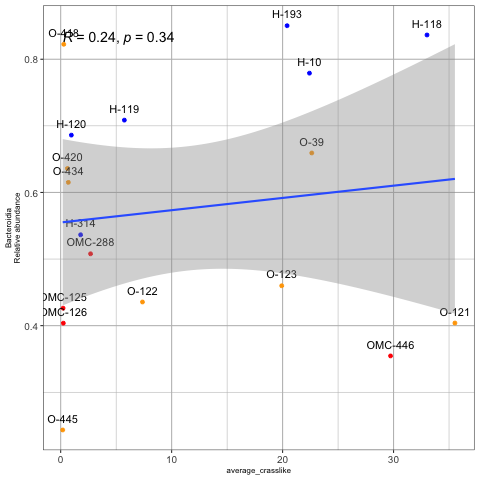 H-193
H-118
O-448
R = 0.24, p = 0.34
H-10
H-119
H-120
O-39
O-420
O-434
H-314
OMC-288
O-123
O-122
OMC-125
OMC-126
O-121
OMC-446
O-445
0.8
0.6
0.4
0
10
20
30
average_crasslike
Bacteroidia
Relative abundance